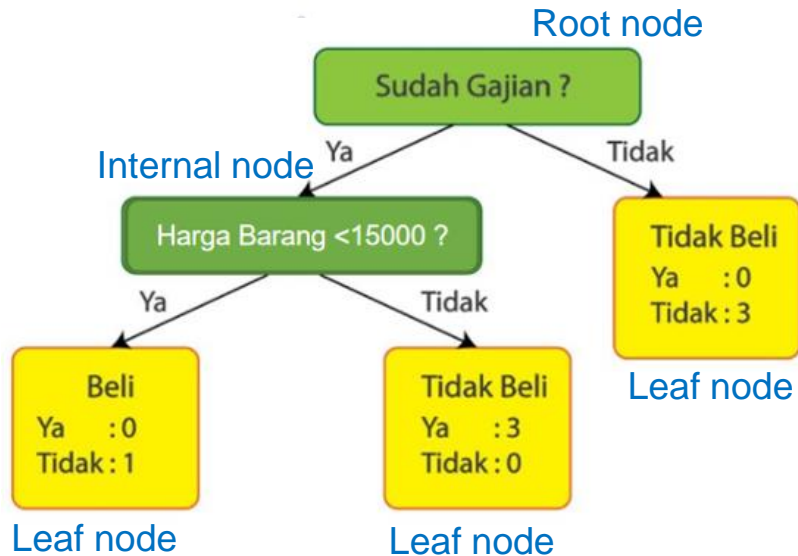 Root node
Sudah Gajian ?
Ya
Tidak
Internal node
Harga Barang <15000 ?
Tidak Beli
Ya : 0
Tidak : 3
Leaf node
Ya
Tidak
Beli
Ya : 0
Tidak : 1
Leaf node
Tidak Beli
Ya : 3
Tidak : 0
Leaf node